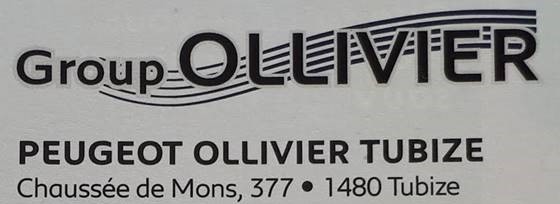 Group OLLIVIER
PEUGEOT OLLIVIER TUBIZE
Chaussée de Mons, 377 • 1480 Tubize